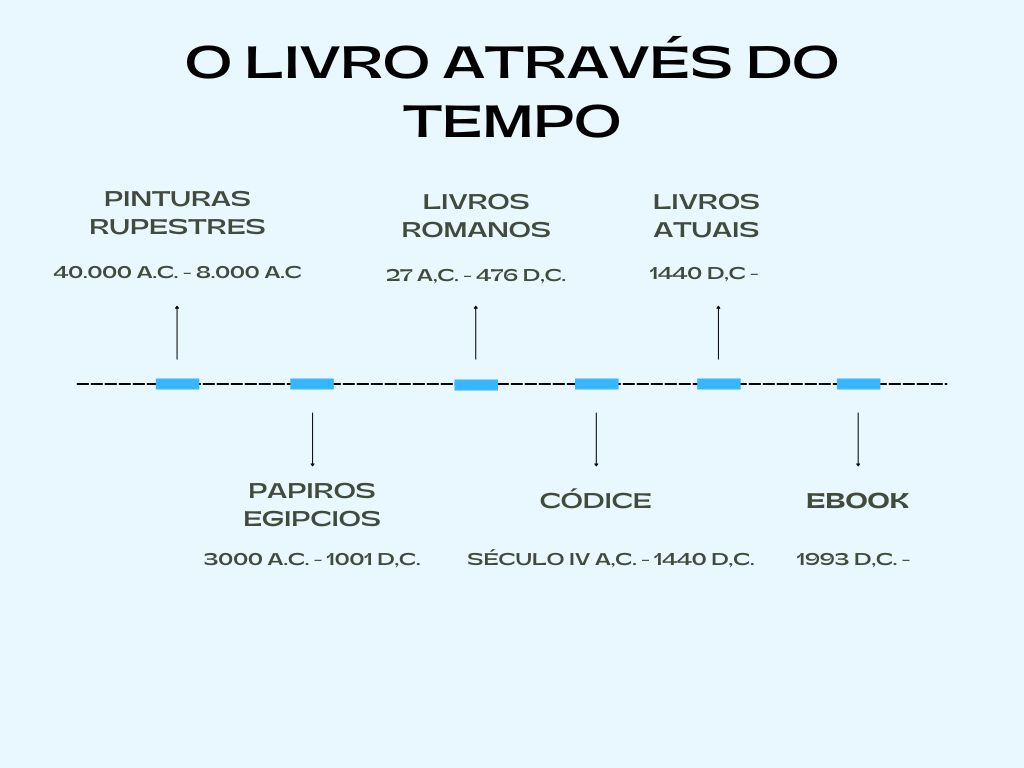 O LIVRO ATRAVÉS DO
TEMPO
PINTURAS
RUPESTRES
40.000 A.C. - 8.000 A.C
LIVROS
ROMANOS
27 A,C. - 476 D,C.
LIVROS
ATUAIS
1440 D,C -
PAPIROS
EGIPCIOS
3000 A.C. - 1001 D,C.
CÓDICE
SÉCULO IV A,C. - 1440 D,C.
EBOOK
1993 D,C. -